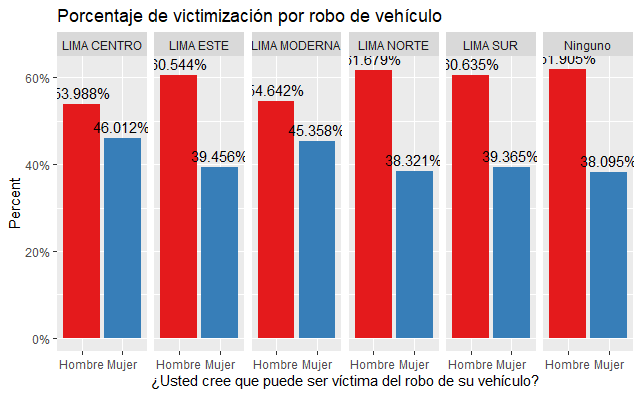 Porcentaje de victimización por robo de vehículo
LIMA CENTRO LIMA ESTE LIMA MODERNA LIMA NORTE LIMA SUR Ninguno
53.988% 46.012% 60.544% 39.456% 54.642% 45.358% 61.679% 38.321% 60.635% 39.365% 61.905% 38.095%
60%
40%
20%
0%
Percent
Hombre Mujer Hombre Mujer Hombre Mujer Hombre Mujer Hombre Mujer Hombre Mujer
¿Usted cree que puede ser víctima del robo de su vehículo?